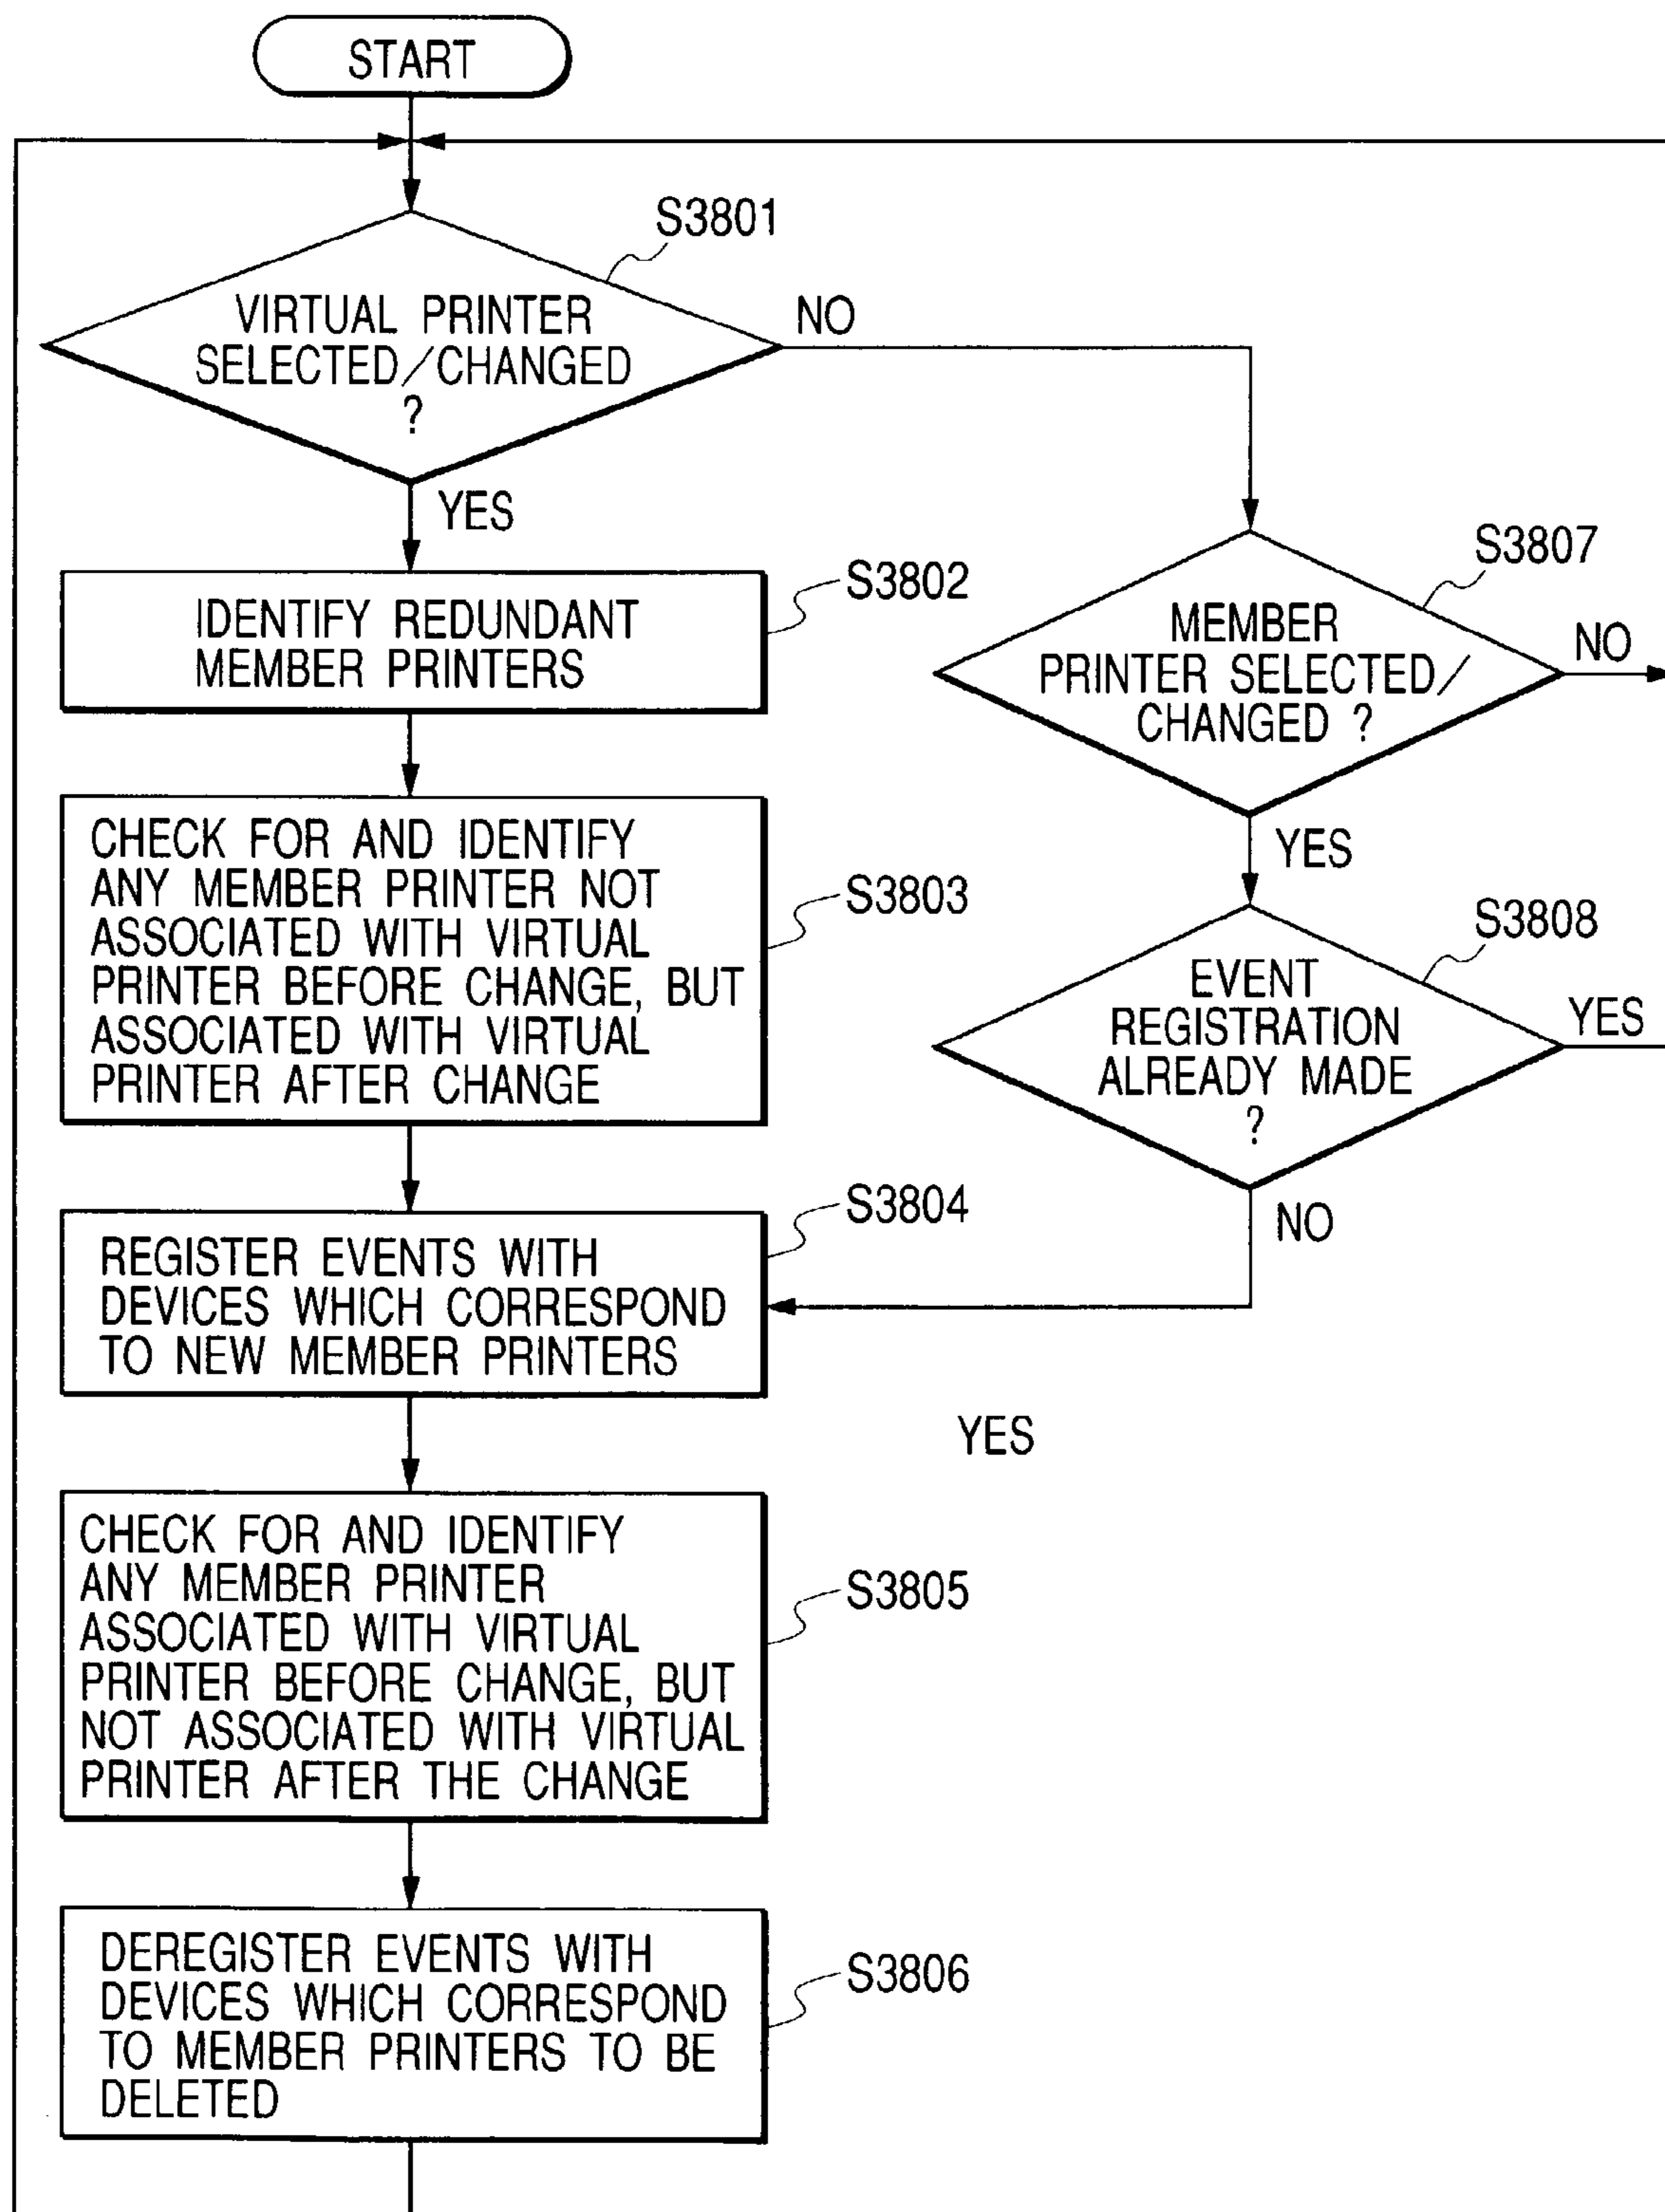 START
S3801
VIRTUAL PRINTER
SELECTED/CHANGED
?
NO
YES
S3802
IDENTIFY REDUNDANT
MEMBER PRINTERS
S3807
MEMBER
PRINTER SELECTED/
CHANGED ?
NO
YES
S3803
CHECK FOR AND IDENTIFY
ANY MEMBER PRINTER NOT
ASSOCIATED WITH VIRTUAL
PRINTER BEFORE CHANGE, BUT
ASSOCIATED WITH VIRTUAL
PRINTER AFTER CHANGE
S3808
EVENT
REGISTRATION
ALREADY MADE
?
YES
NO
S3804
REGISTER EVENTS WITH
DEVICES WHICH CORRESPOND
TO NEW MEMBER PRINTERS
YES
S3805
CHECK FOR AND IDENTIFY
ANY MEMBER PRINTER
ASSOCIATED WITH VIRTUAL
PRINTER BEFORE CHANGE, BUT
NOT ASSOCIATED WITH VIRTUAL
PRINTER AFTER THE CHANGE
S3806
DEREGISTER EVENTS WITH
DEVICES WHICH CORRESPOND
TO MEMBER PRINTERS TO BE
DELETED